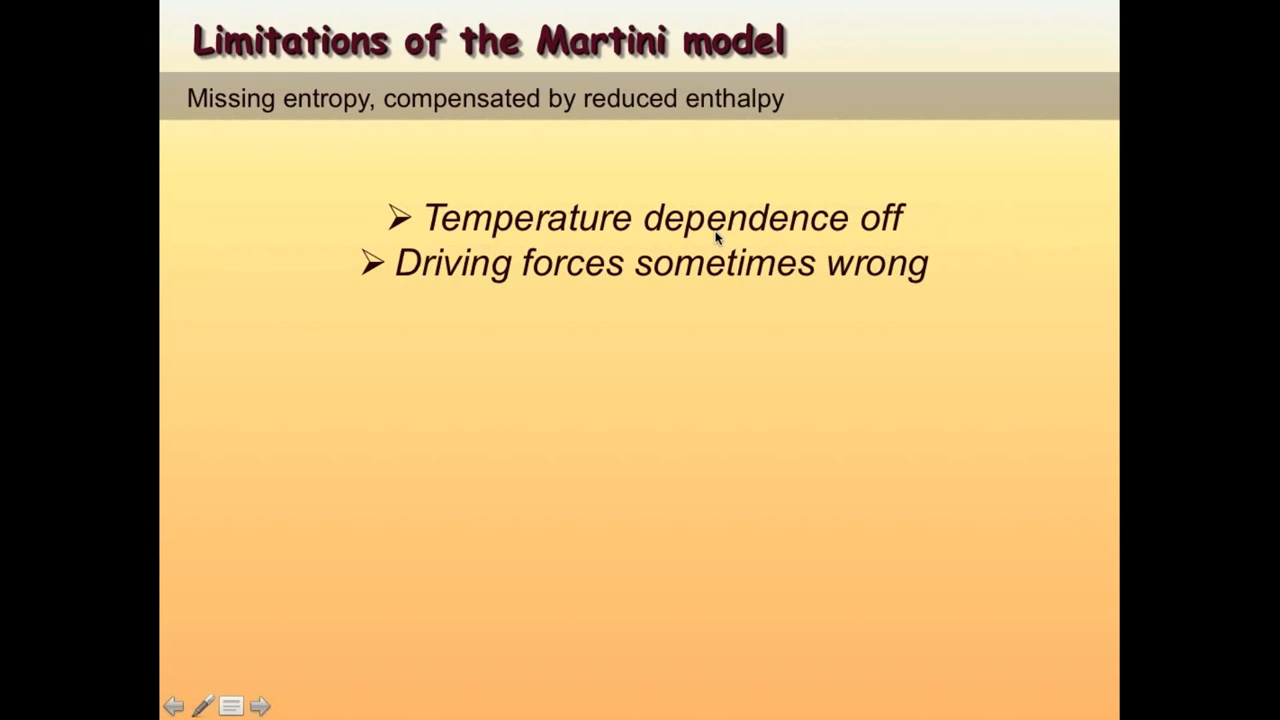 Limitations of the Martini model
Missing entropy, compensated by reduced enthalpy
➢ Temperature dependence off
➢ Driving forces sometimes wrong